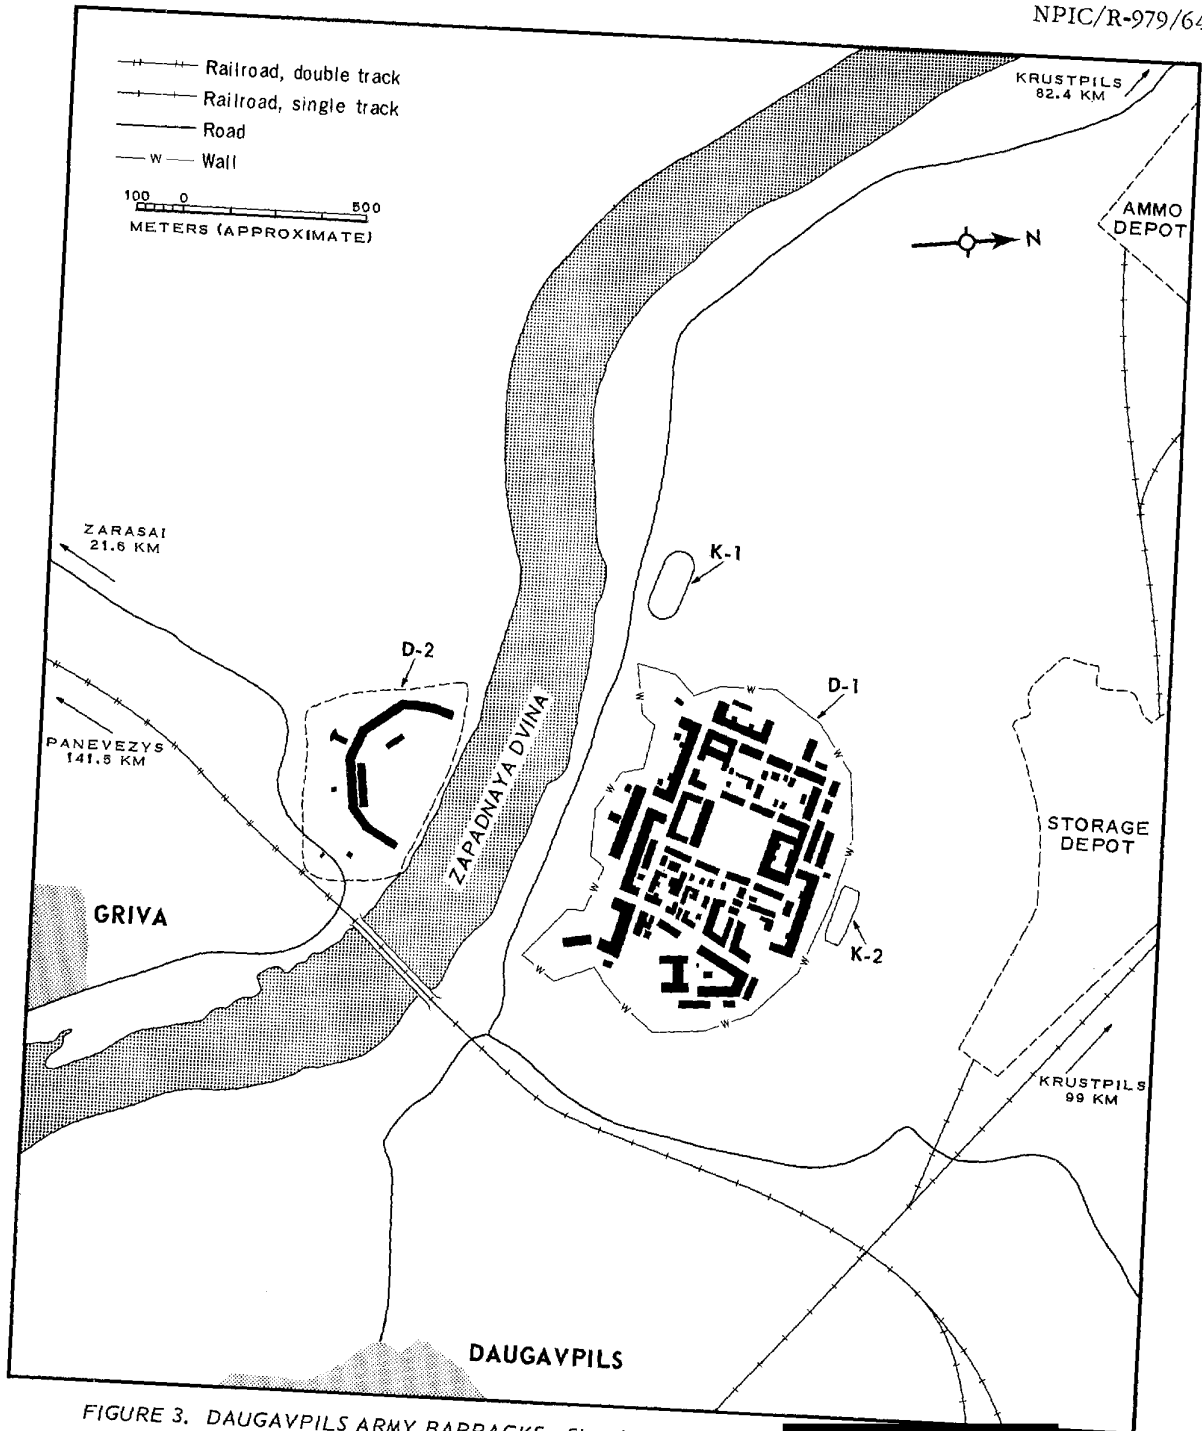 NPIC/R-979/64
Railroad, double track
Railroad, single track
Road
W Wall
100 0 500
METERS (APPROXIMATE)
KRUSTPILS
82.4 KM
AMMO
DEPOT
N
ZARASAI
21.6 KM
K-1
D-2
D-1
PANEVEZYS
141.5 KM
ZAPADNAYA DVINA
W
W
W
W
W
W
W
W
W
W
STORAGE
DEPOT
GRIVA
K-2
KRUSTPILS
99 KM
DAUGAVPILS
FIGURE 3. DAUGAVPILS ARMY BARRACKS